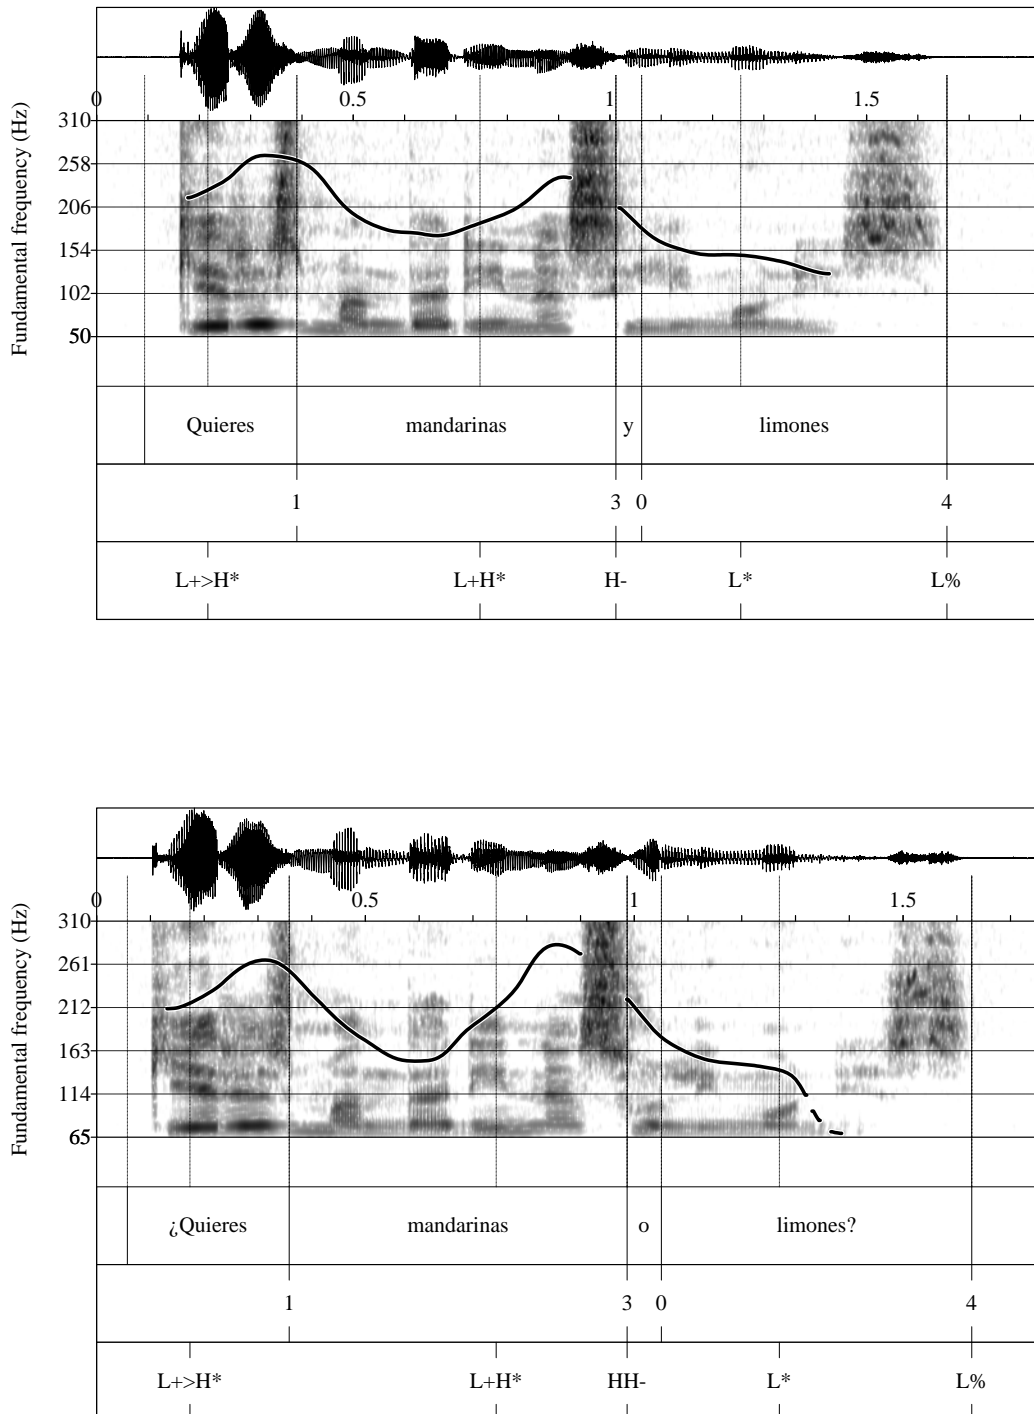 0 0.5 1 1.5
Fundamental frequency (Hz)
310
258
206
154
102
50
Quieres mandarinas y limones
1 3 0 4
L+>H* L+H* H- L* L%
0 0.5 1 1.5
Fundamental frequency (Hz)
310
261
212
163
114
65
¿Quieres mandarinas o limones?
1 3 0 4
L+>H* L+H* HH- L* L%